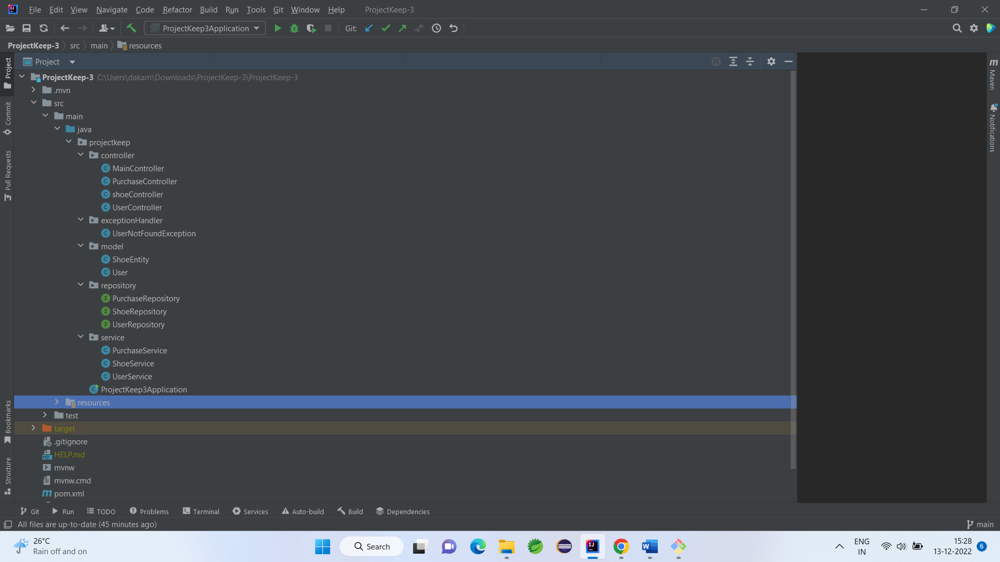 File Edit View Navigate Code Refactor Build Run Tools Git Window Help ProjectKeep-3
ProjectKeep3Application Git:
ProjectKeep-3 src main resources
Project
ProjectKeep-3 C:\Users\dakam\Downloads\ProjectKeep-3\ProjectKeep-3
.mvn
src
main
java
projectkeep
controller
MainController
PurchaseController
shoeController
UserController
exceptionHandler
UserNotFoundException
model
ShoeEntity
User
repository
PurchaseRepository
ShoeRepository
UserRepository
service
PurchaseService
ShoeService
UserService
ProjectKeep3Application
resources
test
target
.gitignore
HELP.md
mvnw
mvnw.cmd
pom.xml
Project
Commit
Pull Requests
Bookmarks
Structure
Maven
Notifications
Git Run TODO Problems Terminal Services Auto-build Build Dependencies
All files are up-to-date (45 minutes ago) main
26°C
Rain off and on
Search
ENG
IN
15:28
13-12-2022
6